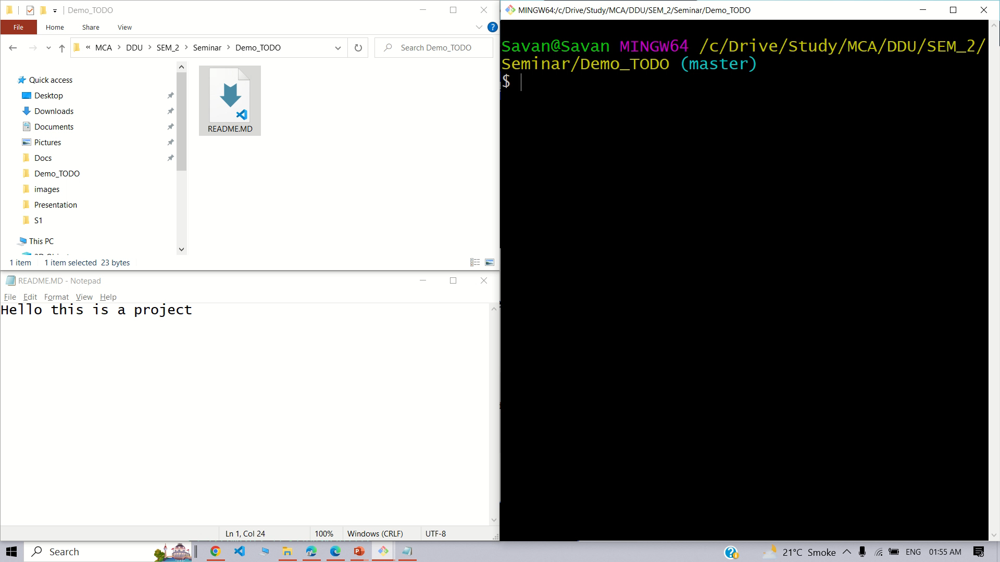 Demo_TODO
File Home Share View
?
« MCA > DDU > SEM_2 > Seminar > Demo_TODO
Search Demo_TODO
Quick access
Desktop
Downloads
Documents
Pictures
Docs
Demo_TODO
images
Presentation
S1
This PC
README.MD
1 item 1 item selected 23 bytes
README.MD - Notepad
File Edit Format View Help
Hello this is a project
Ln 1, Col 24 100% Windows (CRLF) UTF-8
MINGW64:/c/Drive/Study/MCA/DDU/SEM_2/Seminar/Demo_TODO
Savan@Savan MINGW64 /c/Drive/Study/MCA/DDU/SEM_2/
Seminar/Demo_TODO (master)
$
Search
21°C Smoke ENG 01:55 AM